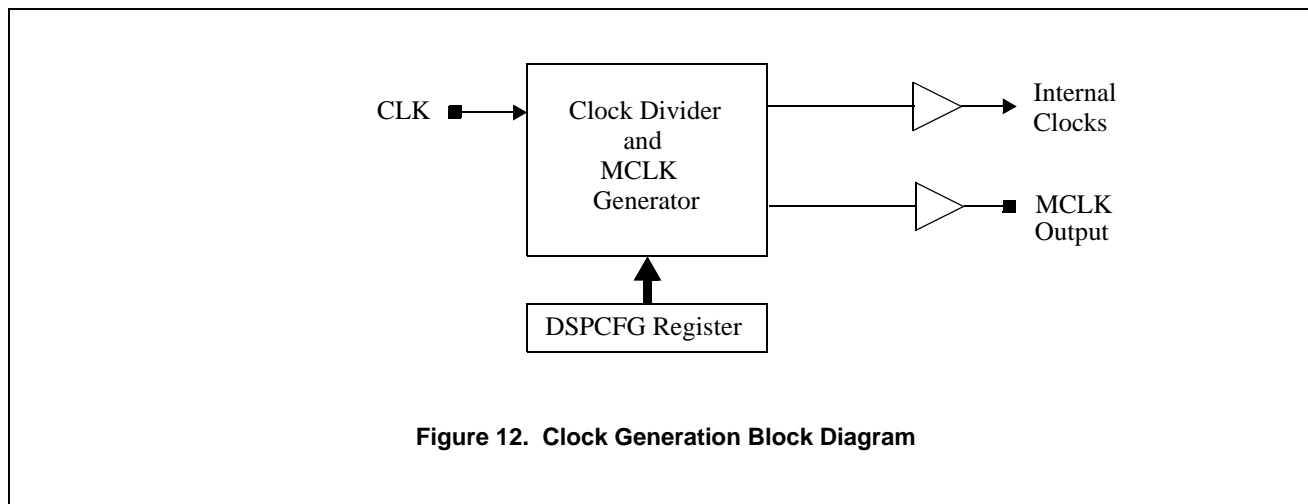 CLK
Clock Divider
and
MCLK
Generator
Internal
Clocks
MCLK
Output
DSPCFG Register
Figure 12. Clock Generation Block Diagram